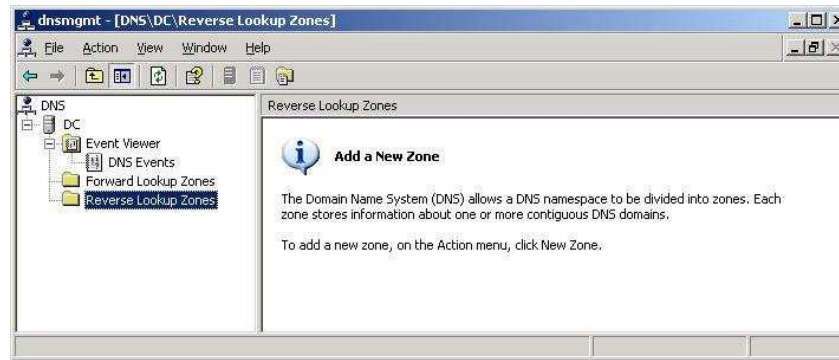 dnsmgmt - [DNS\DC\Reverse Lookup Zones]
File Action View Window Help
DNS
DC
Event Viewer
DNS Events
Forward Lookup Zones
Reverse Lookup Zones
Reverse Lookup Zones
Add a New Zone
The Domain Name System (DNS) allows a DNS namespace to be divided into zones. Each
zone stores information about one or more contiguous DNS domains.
To add a new zone, on the Action menu, click New Zone.